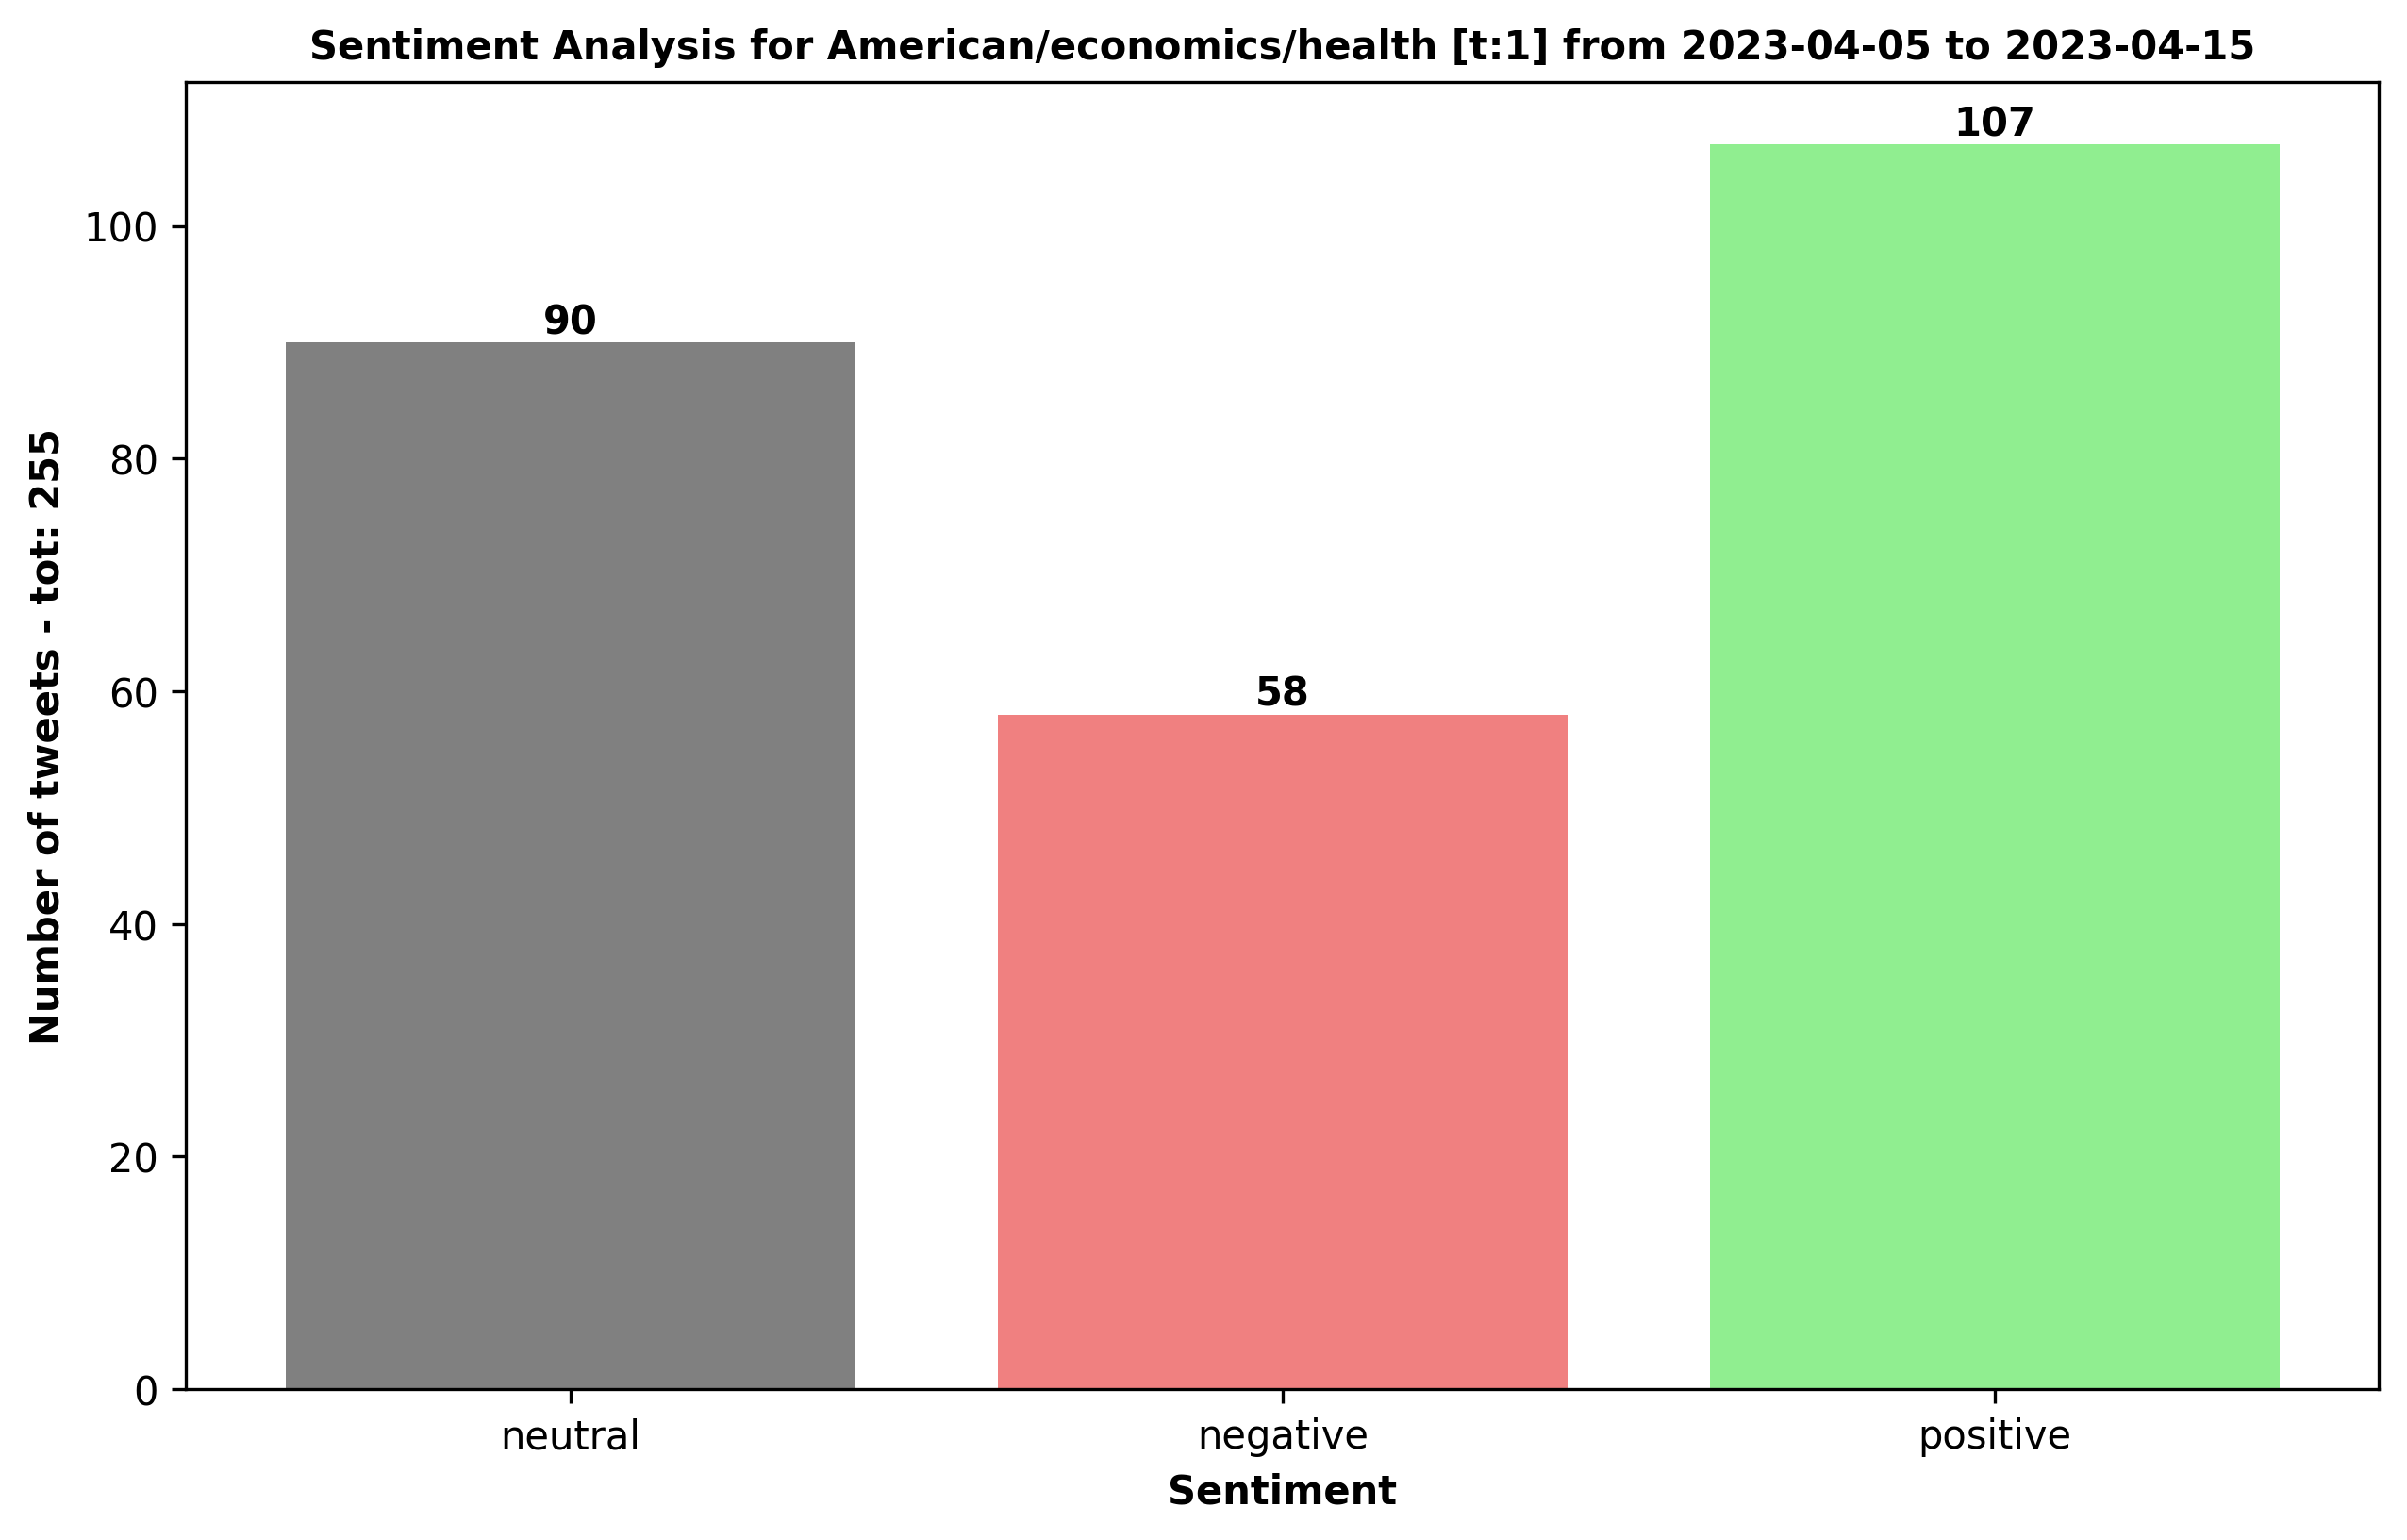 Sentiment Analysis for American/economics/health [t:1] from 2023-04-05 to 2023-04-15
Number of tweets - tot: 255
100
80
60
40
20
0
90
58
107
neutral
negative
positive
Sentiment